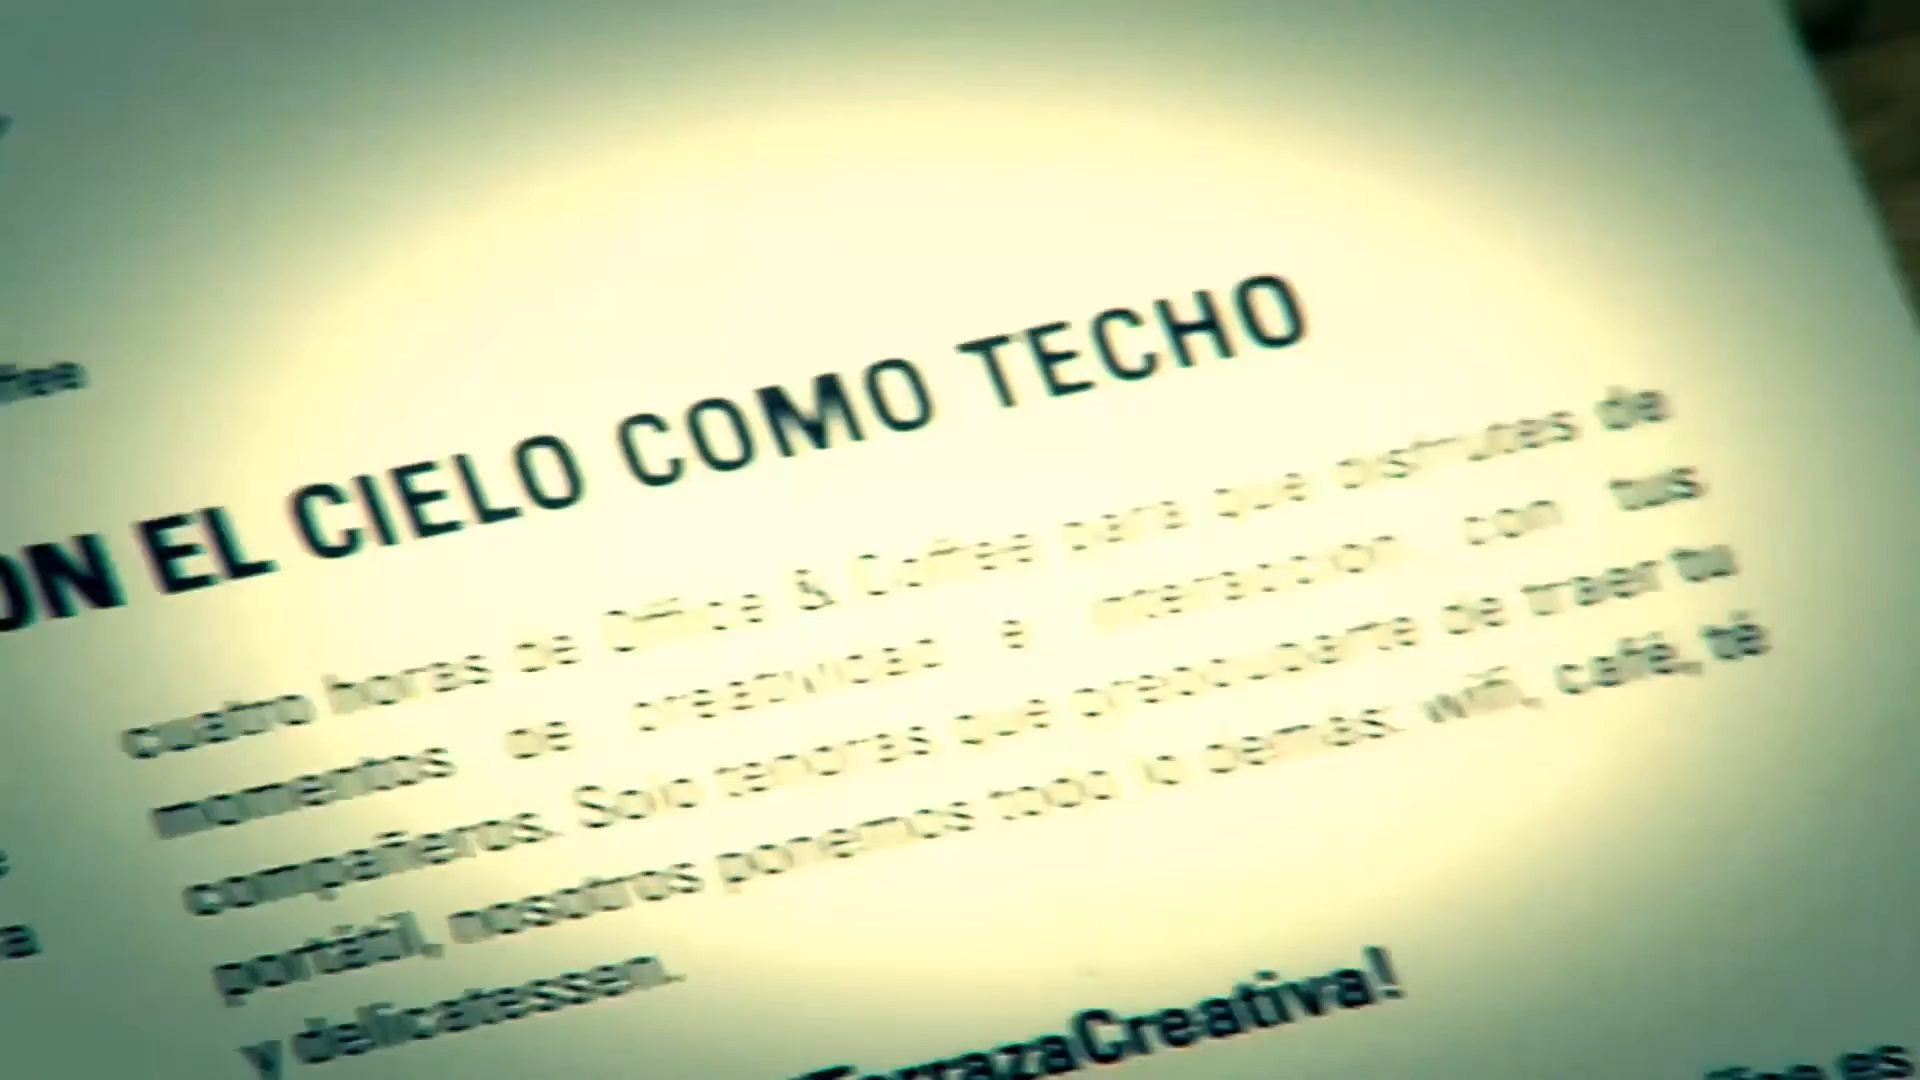 ON EL CIELO COMO TECHO
cuatro horas de Office & Coffee para que disfrutes de
momentos de creatividad e interacción con tus
compañeros. Solo tendrás que preocuparte de traer tu
portátil, nosotros ponemos todo lo demás: wifi, café, té
y delicatessen.
TerrazaCreativa!